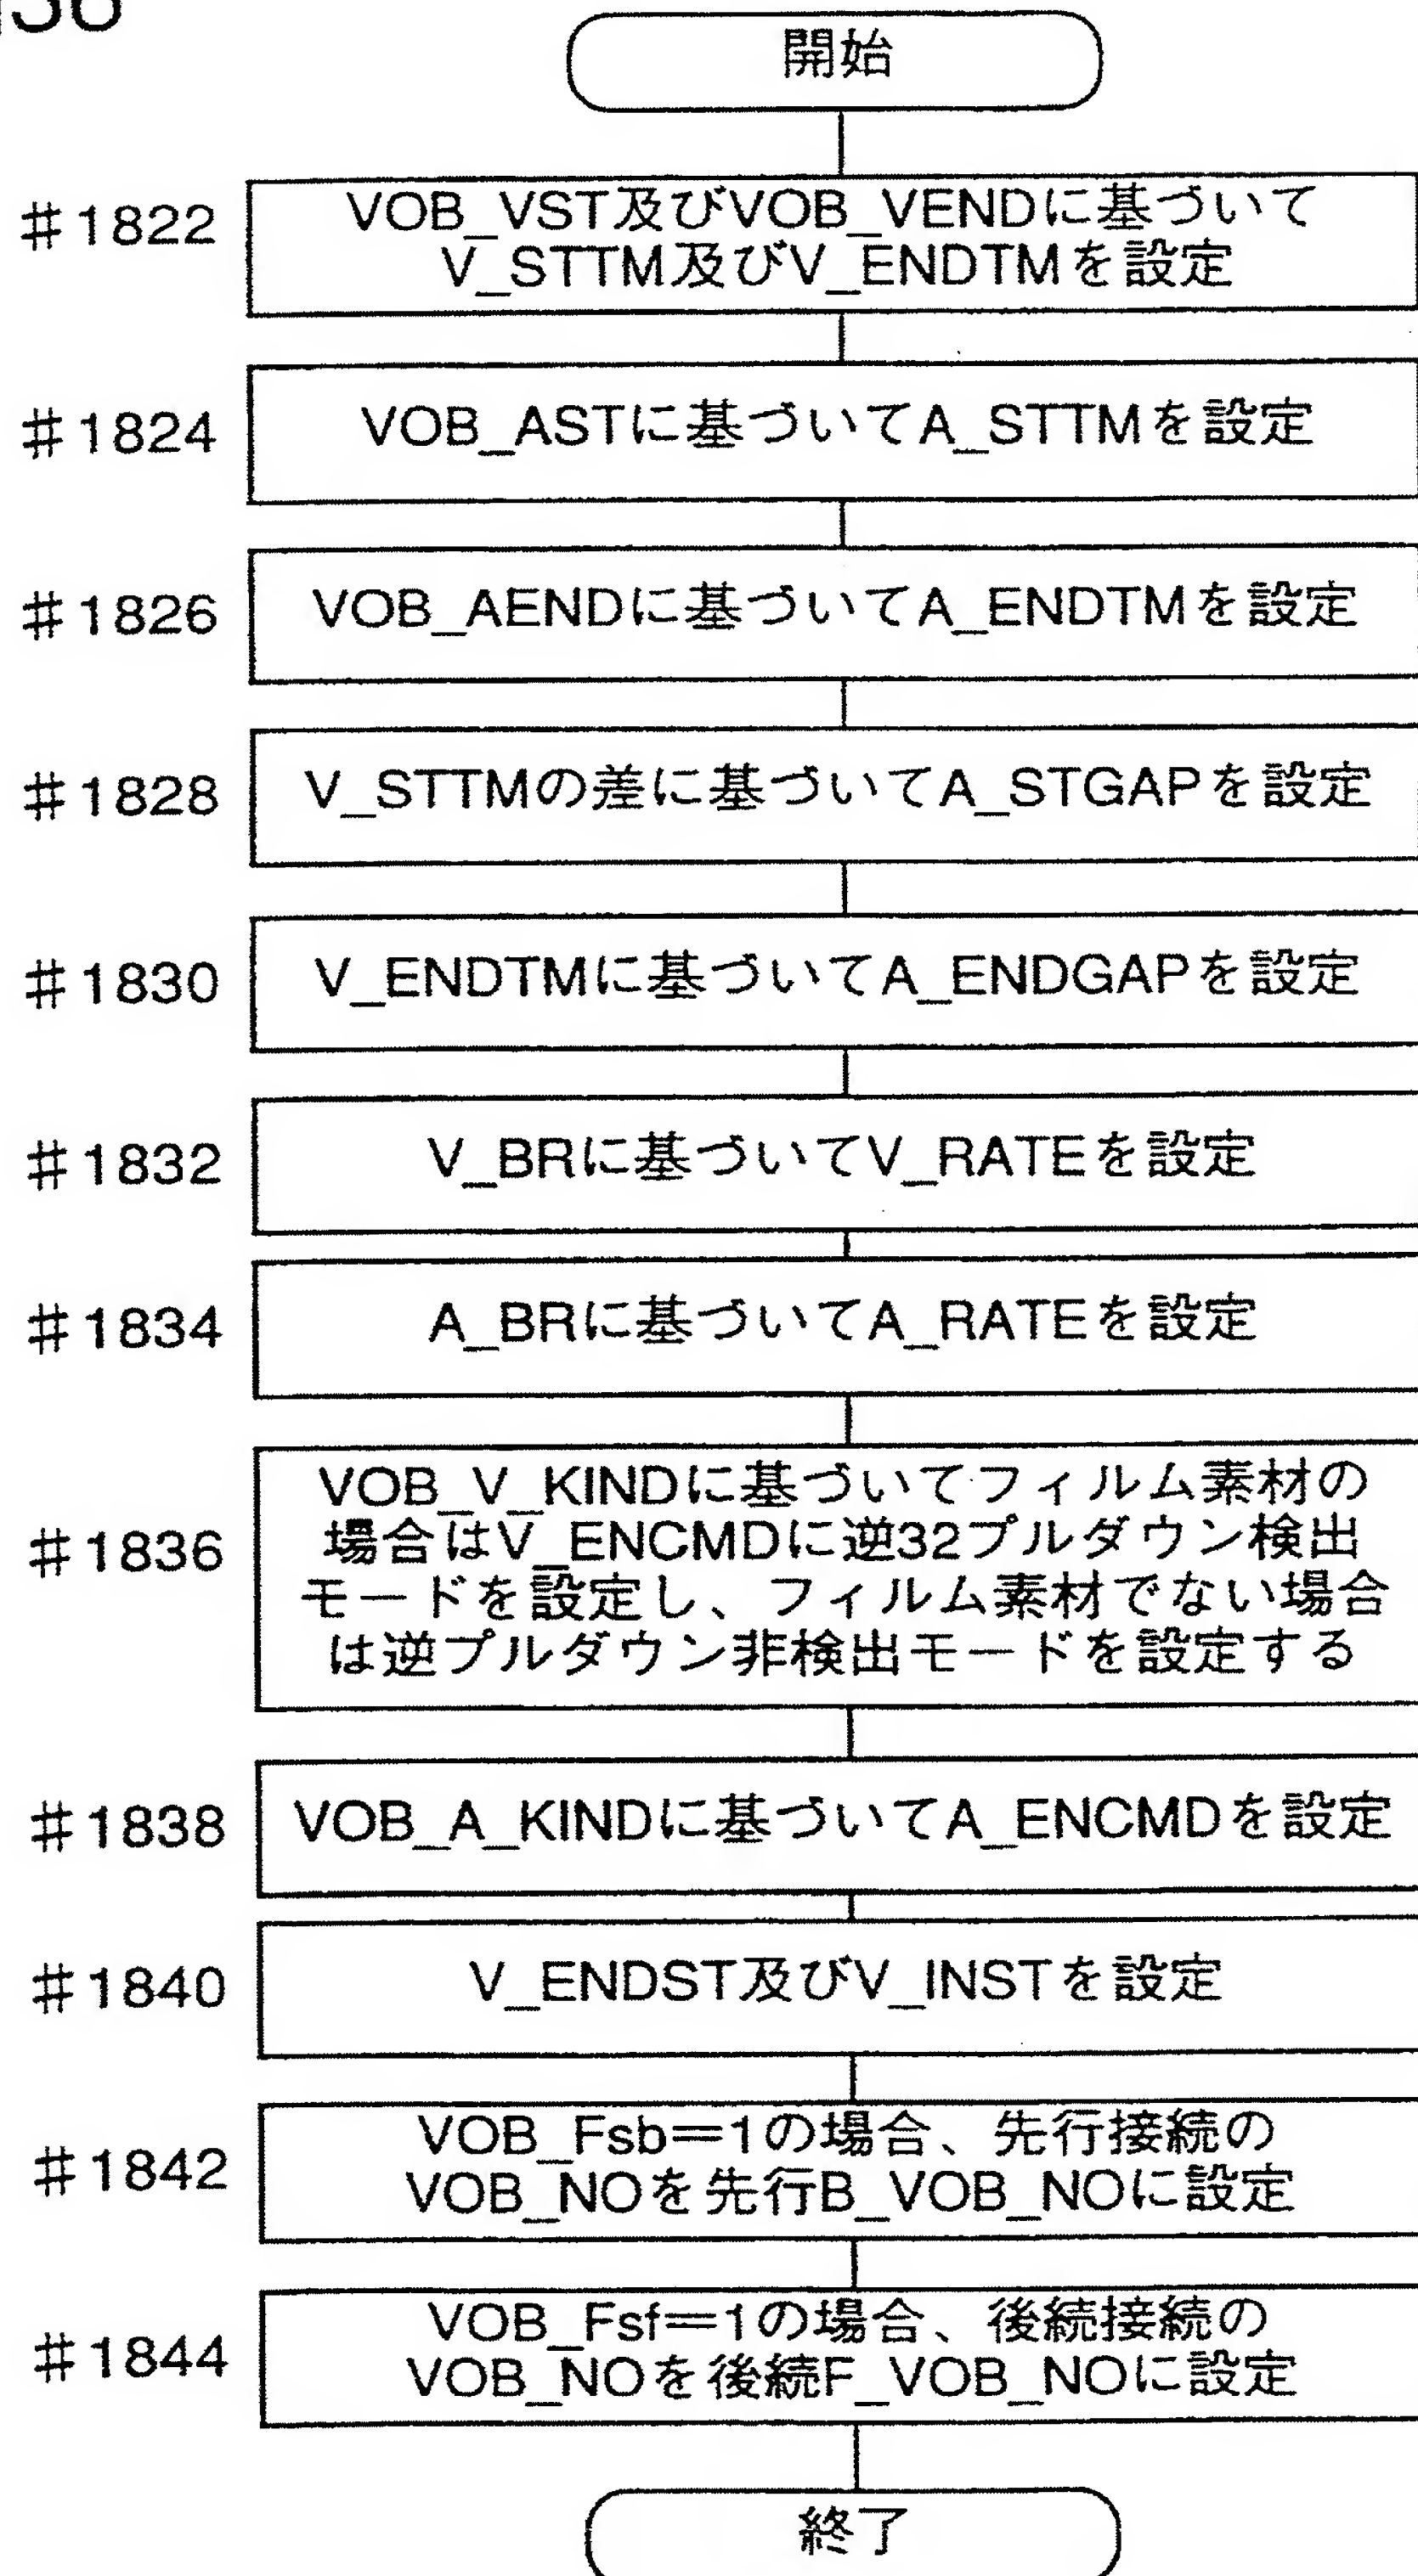 開始
#1822
VOB_VST及びVOB_VENDに基づいて
V_STTM及びV_ENDTMを設定
#1824
VOB_ASTに基づいてA_STTMを設定
#1826
VOB_AENDに基づいてA_ENDTMを設定
#1828
V_STTMの差に基づいてA_STGAPを設定
#1830
V_ENDTMに基づいてA_ENDGAPを設定
#1832
V_BRに基づいてV_RATEを設定
#1834
A_BRに基づいてA_RATEを設定
#1836
VOB_V_KINDに基づいてフィルム素材の
場合はV_ENCMDに逆32プルダウン検出
モードを設定し、フィルム素材でない場合
は逆プルダウン非検出モードを設定する
#1838
VOB_A_KINDに基づいてA_ENCMDを設定
#1840
V_ENDST及びV_INSTを設定
#1842
VOB_Fsb=1の場合、先行接続の
VOB_NOを先行B_VOB_NOに設定
#1844
VOB_Fsf=1の場合、後続接続の
VOB_NOを後続F_VOB_NOに設定
終了